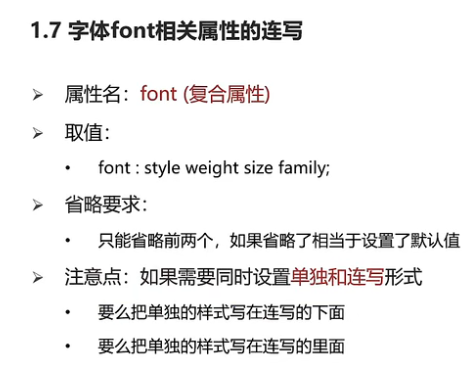 1.7 字体font相关属性的连写
➢ 属性名：font (复合属性)
➢ 取值：
• font : style weight size family;
➢ 省略要求：
• 只能省略前两个，如果省略了相当于设置了默认值
➢ 注意点：如果需要同时设置单独和连写形式
• 要么把单独的样式写在连写的下面
• 要么把单独的样式写在连写的里面